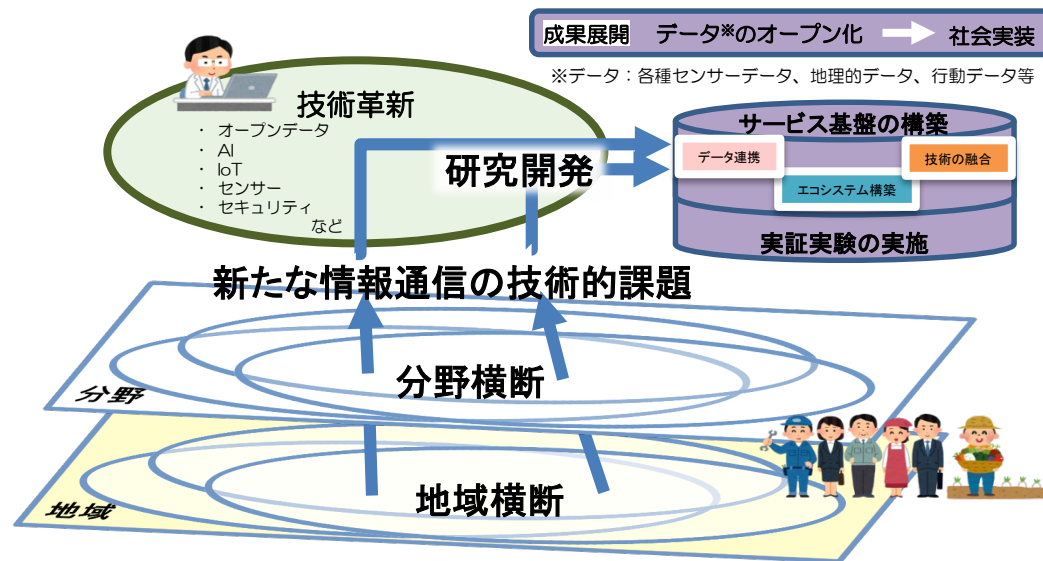 成果展開 データ※のオープン化 社会実装
※データ：各種センサーデータ、地理的データ、行動データ等
技術革新
・ オープンデータ
・ AI
・ IoT
・ センサー
・ セキュリティ
など
研究開発
サービス基盤の構築
データ連携
技術の融合
エコシステム構築
実証実験の実施
新たな情報通信の技術的課題
分野横断
分野
地域横断
地域